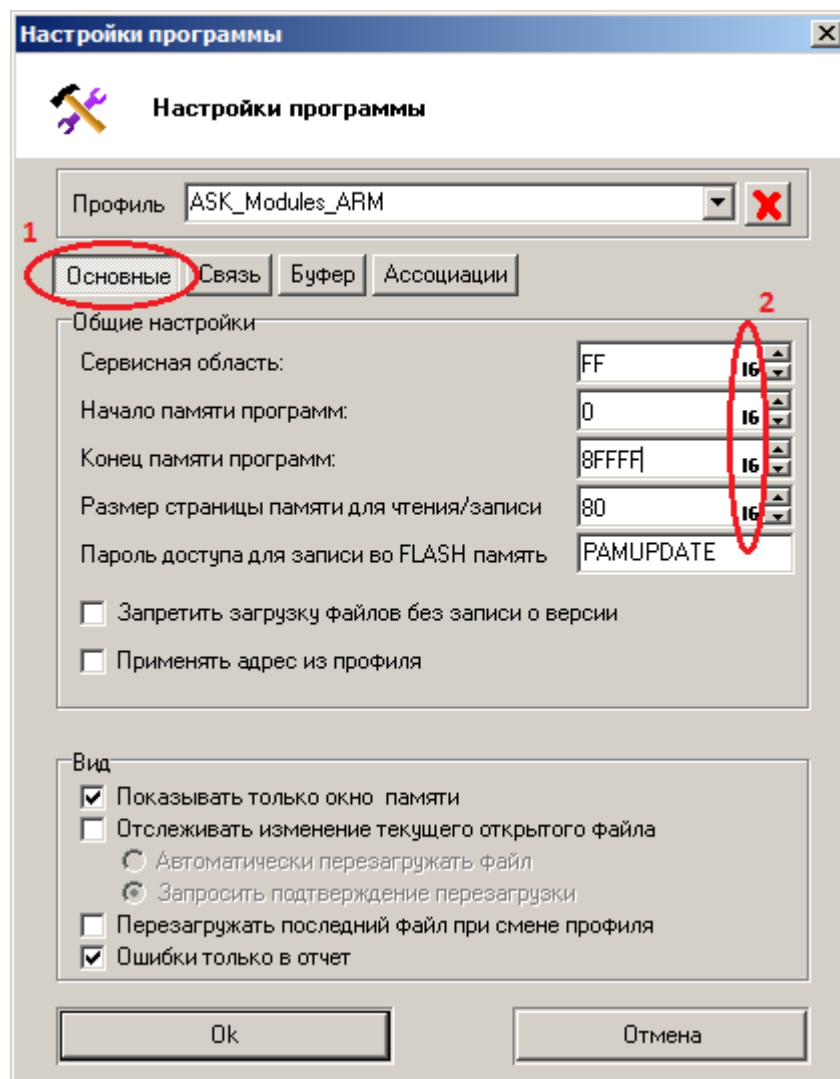 Настройки программы
Настройки программы
Профиль ASK_Modules_ARM
1
Основные Связь Буфер Ассоциации
2
Общие настройки
Сервисная область: FF 16
Начало памяти программ: 0 16
Конец памяти программ: 8FFFF 16
Размер страницы памяти для чтения/записи 80 16
Пароль доступа для записи во FLASH память PAMUPDATE
Запретить загрузку файлов без записи о версии
Применять адрес из профиля
Вид
Показывать только окно памяти
Отслеживать изменение текущего открытого файла
Автоматически перезагружать файл
Запросить подтверждение перезагрузки
Перезагружать последний файл при смене профиля
Ошибки только в отчет
Ok Отмена